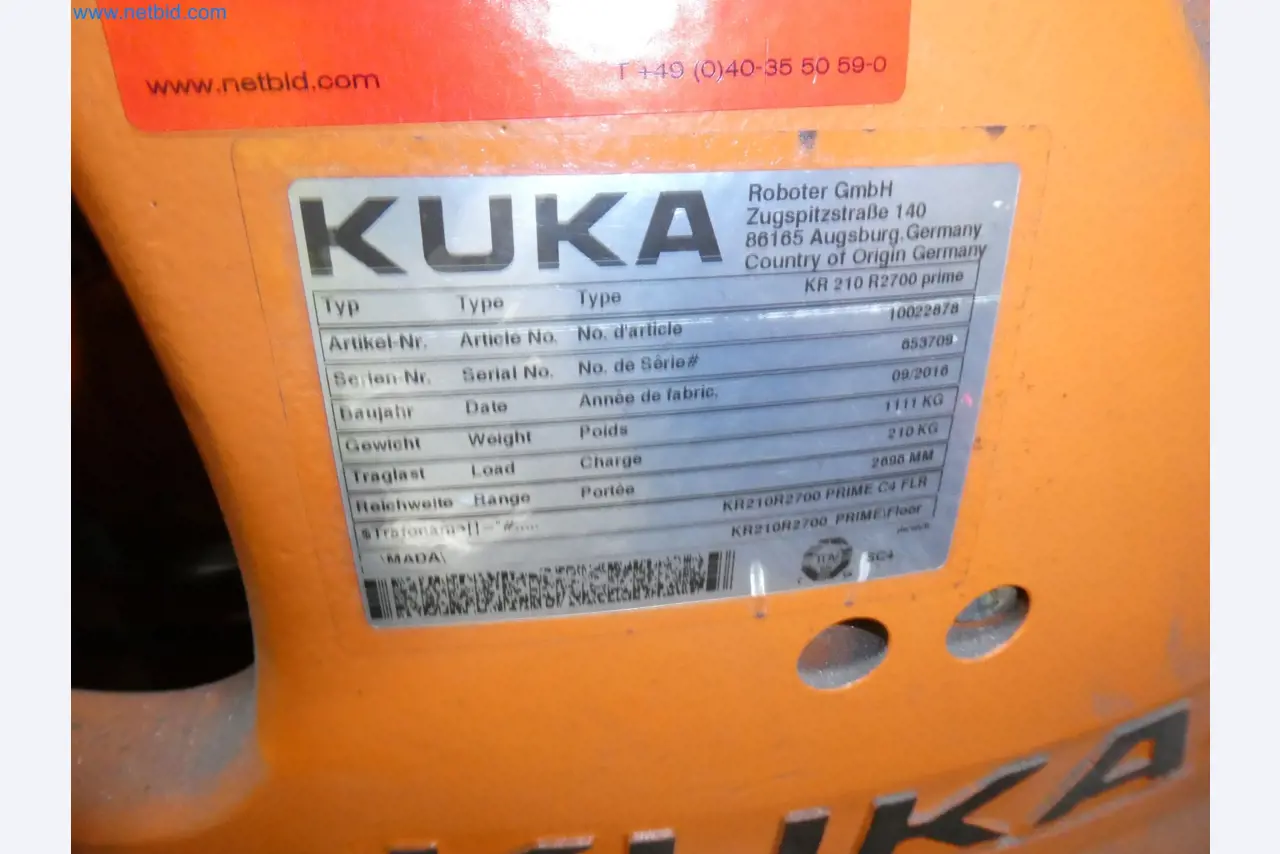 www.netbid.com
www.netbid.com T +49 (0)40-35 50 59-0
KUKA
Roboter GmbH
Zugspitzstraße 140
86165 Augsburg, Germany
Country of Origin Germany
Typ Type Type KR 210 R2700 prime
Artikel-Nr. Article No. No. d'article 10022678
Serien-Nr. Serial No. No. de Série# 853709
Baujahr Date Année de fabric. 09/2016
Gewicht Weight Poids 1111 KG
Traglast Load Charge 210 KG
Reichweite Range Portée 2696 MM
$Trafoname[]="#..... KR210R2700 PRIME C4 FLR
\MADA\ KR210R2700_PRIME\Floor
TÜV SC4
KUKA